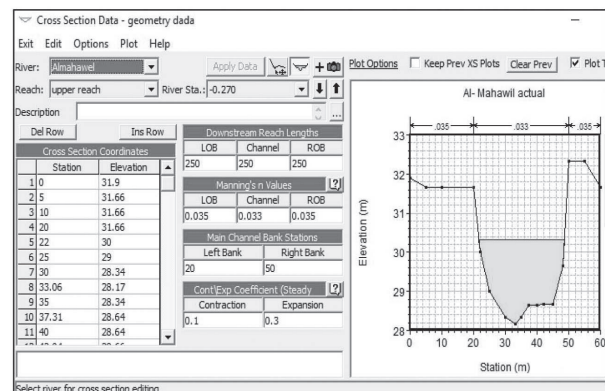 Cross Section Data - geometry dada
Exit Edit Options Plot Help
River: Almahawel Apply Data
Plot Options Keep Prev XS Plots Clear Prev Plot T
Reach: upper reach River Sta.: -0.270
Description ...
Del Row Ins Row
Cross Section Coordinates
Station Elevation
1 0 31.9
2 5 31.66
3 10 31.66
4 20 31.66
5 22 30
6 25 29
7 30 28.34
8 33.06 28.17
9 35 28.34
10 37.31 28.64
11 40 28.64
Downstream Reach Lengths
LOB Channel ROB
250 250 250
Manning's n Values ?
LOB Channel ROB
0.035 0.033 0.035
Main Channel Bank Stations
Left Bank Right Bank
20 50
Cont\Exp Coefficient (Steady ?
Contraction Expansion
0.1 0.3
Select river for cross section editing
Al- Mahawil actual
.035 .033 .035
33
32
31
30
29
28
Elevation (m)
0 10 20 30 40 50 60
Station (m)